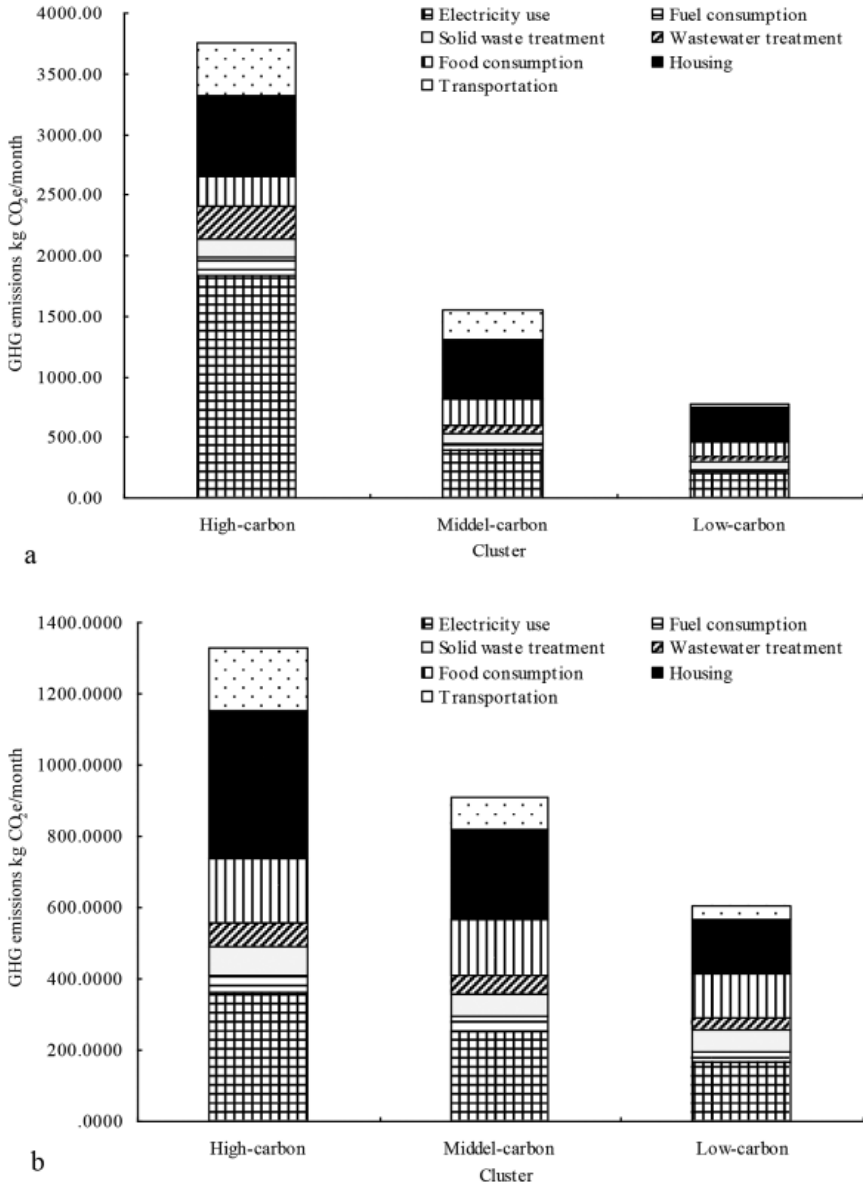 4000.00
3500.00
3000.00
2500.00
2000.00
1500.00
1000.00
500.00
0.00
GHG emissions kg CO₂e/month
Electricity use Fuel consumption
Solid waste treatment Wastewater treatment
Food consumption Housing
Transportation
High-carbon Middel-carbon Low-carbon
Cluster
a
1400.0000
1200.0000
1000.0000
800.0000
600.0000
400.0000
200.0000
.0000
GHG emissions kg CO₂e/month
Electricity use Fuel consumption
Solid waste treatment Wastewater treatment
Food consumption Housing
Transportation
High-carbon Middel-carbon Low-carbon
Cluster
b